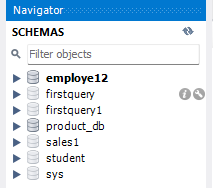 Navigator
SCHEMAS
Filter objects
employe12
firstquery
firstquery1
product_db
sales1
student
sys